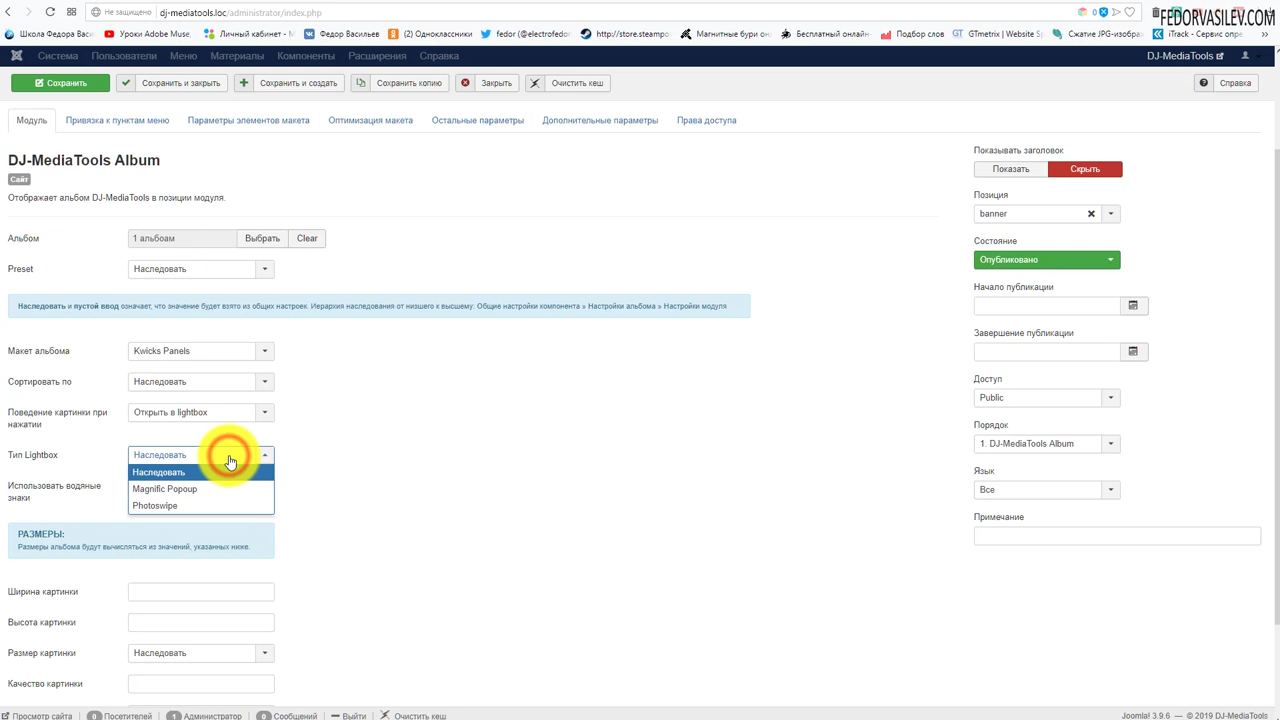 Не защищено dj-mediatools.loc/administrator/index.php
0
FEDORVASILEV.COM
Школа Федора Васи... Уроки Adobe Muse, Личный кабинет - М Федор Васильев (2) Одноклассники fedor (@electrofedor http://store.steampo Магнитные бури он Бесплатный онлайн Подбор слов GTmetrix | Website S Сжатие JPG-изобра iTrack - Сервис опре
Система Пользователи Меню Материалы Компоненты Расширения Справка DJ-MediaTools
Сохранить Сохранить и закрыть Сохранить и создать Сохранить копию Закрыть Очистить кеш Справка
Модуль Привязка к пунктам меню Параметры элементов макета Оптимизация макета Остальные параметры Дополнительные параметры Права доступа
DJ-MediaTools Album
Сайт
Отображает альбом DJ-MediaTools в позиции модуля.
Альбом 1 альбоам Выбрать Clear
Preset Наследовать
Наследовать и пустой ввод означает, что значение будет взято из общих настроек. Иерархия наследования от низшего к высшему: Общие настройки компонента » Настройки альбома » Настройки модуля
Макет альбома Kwicks Panels
Сортировать по Наследовать
Поведение картинки при
нажатии
Открыть в lightbox
Тип Lightbox Наследовать
Наследовать
Magnific Popoup
Photoswipe
Использовать водяные
знаки
РАЗМЕРЫ:
Размеры альбома будут вычисляться из значений, указанных ниже.
Ширина картинки
Высота картинки
Размер картинки Наследовать
Качество картинки
Показывать заголовок
Показать Скрыть
Позиция
banner
Состояние
Опубликовано
Начало публикации
Завершение публикации
Доступ
Public
Порядок
1. DJ-MediaTools Album
Язык
Все
Примечание
Просмотр сайта 0 Посетителей 1 Администратор 0 Сообщений Выйти Очистить кеш Joomla! 3.9.6 — © 2019 DJ-MediaTools